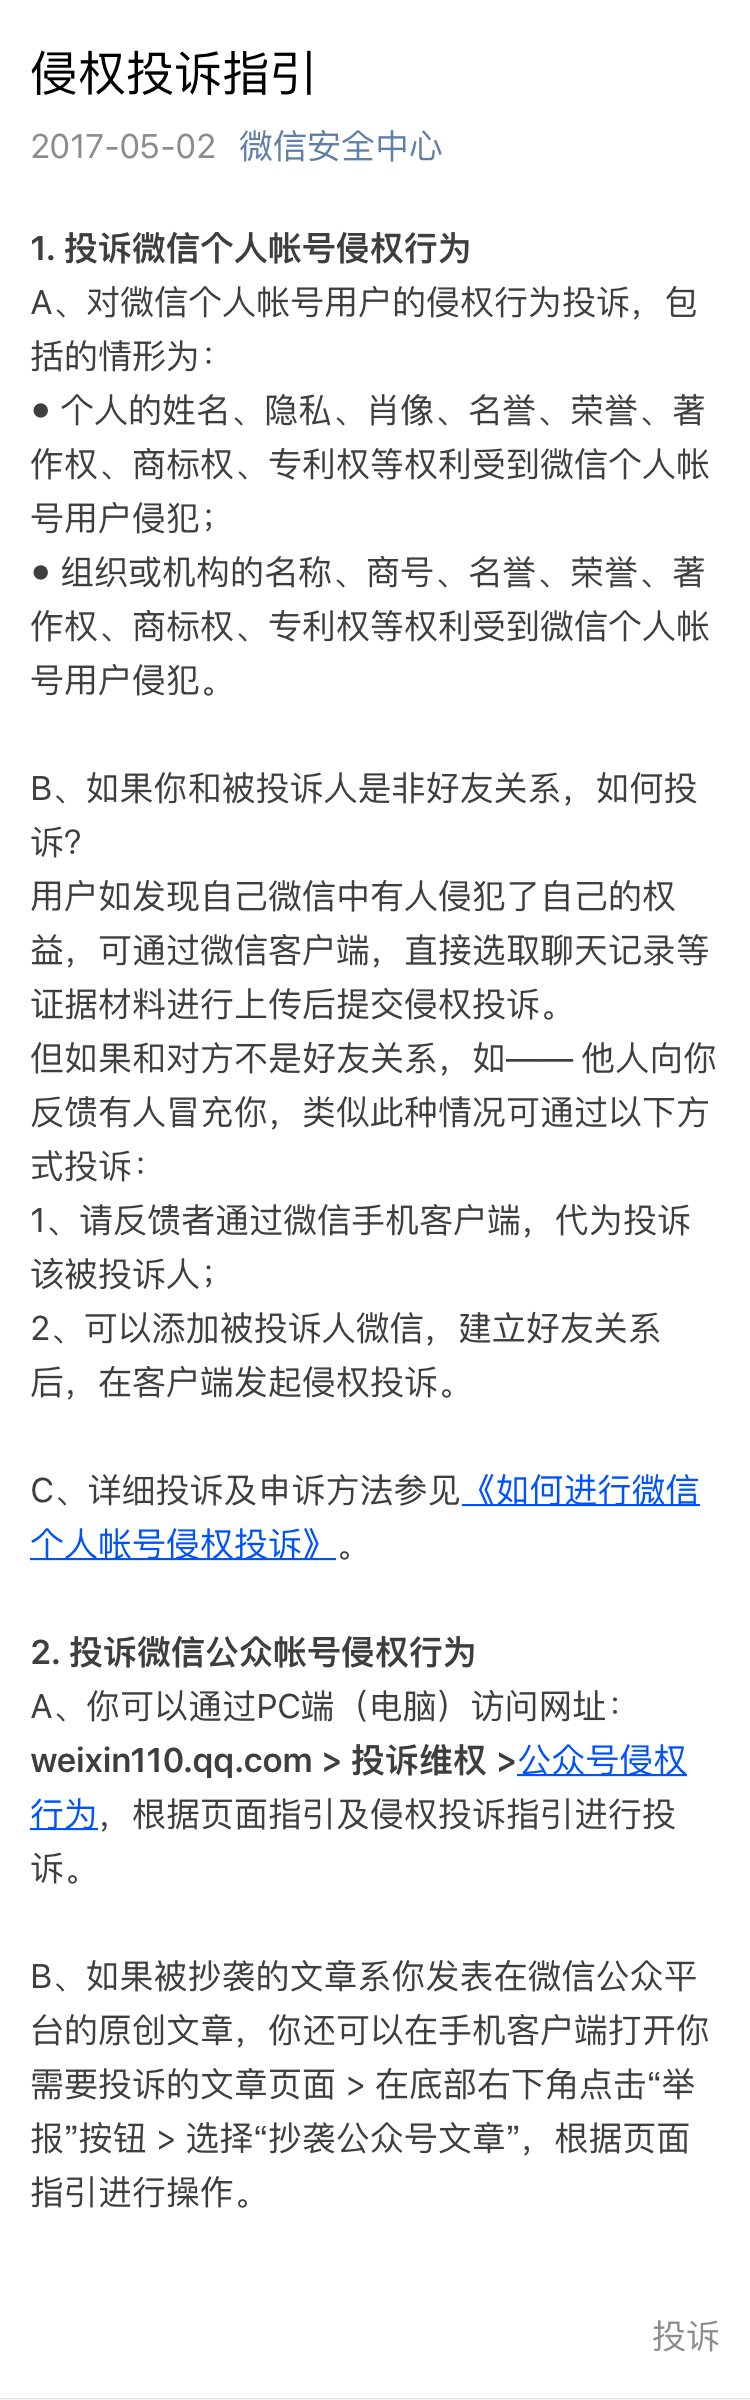 侵权投诉指引
2017-05-02 微信安全中心
1. 投诉微信个人帐号侵权行为
A、对微信个人帐号用户的侵权行为投诉，包
括的情形为：
● 个人的姓名、隐私、肖像、名誉、荣誉、著
作权、商标权、专利权等权利受到微信个人帐
号用户侵犯；
● 组织或机构的名称、商号、名誉、荣誉、著
作权、商标权、专利权等权利受到微信个人帐
号用户侵犯。
B、如果你和被投诉人是非好友关系，如何投
诉?
用户如发现自己微信中有人侵犯了自己的权
益，可通过微信客户端，直接选取聊天记录等
证据材料进行上传后提交侵权投诉。
但如果和对方不是好友关系，如—— 他人向你
反馈有人冒充你，类似此种情况可通过以下方
式投诉：
1、请反馈者通过微信手机客户端，代为投诉
该被投诉人；
2、可以添加被投诉人微信，建立好友关系
后，在客户端发起侵权投诉。
C、详细投诉及申诉方法参见《如何进行微信
个人帐号侵权投诉》。
2. 投诉微信公众帐号侵权行为
A、你可以通过PC端（电脑）访问网址：
weixin110.qq.com > 投诉维权 >公众号侵权
行为，根据页面指引及侵权投诉指引进行投
诉。
B、如果被抄袭的文章系你发表在微信公众平
台的原创文章，你还可以在手机客户端打开你
需要投诉的文章页面 > 在底部右下角点击“举
报”按钮 > 选择“抄袭公众号文章”，根据页面
指引进行操作。
投诉